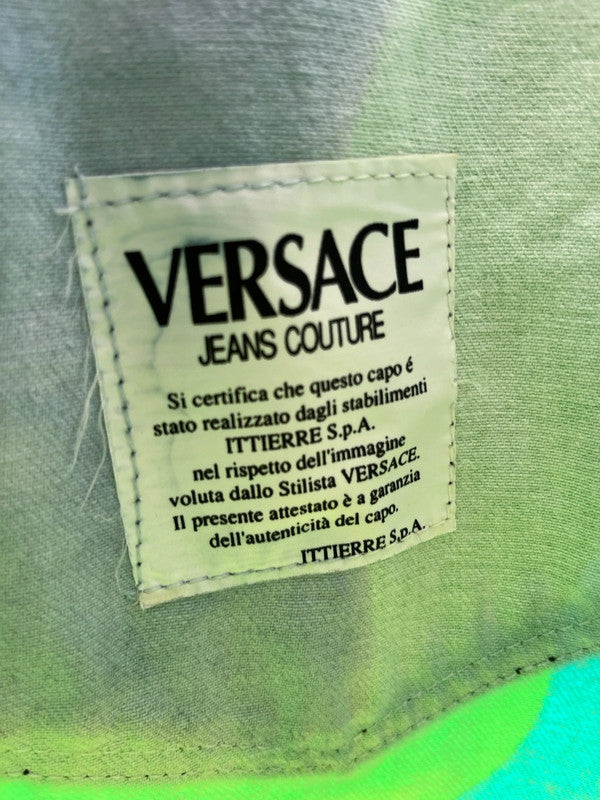 VERSACE
JEANS COUTURE
Si certifica che questo capo é
stato realizzato dagli stabilimenti
ITTIERRE S.p.A.
nel rispetto dell'immagine
voluta dallo Stilista VERSACE.
Il presente attestato è a garanzia
dell'autenticità del capo.
ITTIERRE S.p.A.